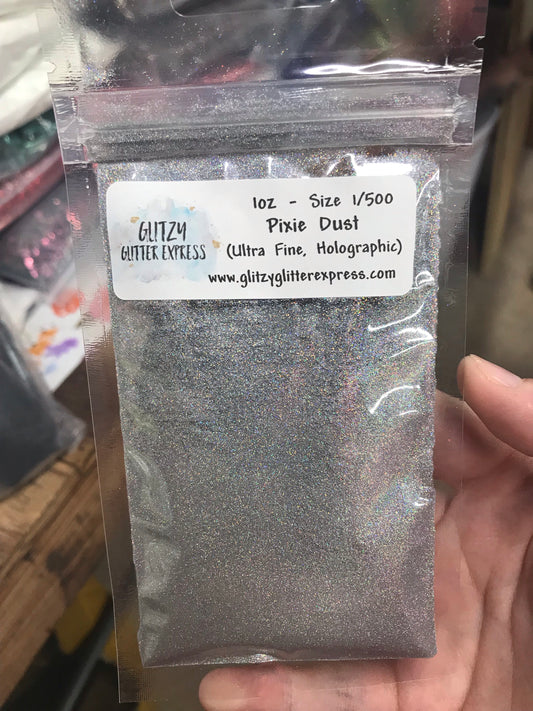 GLITZY
GLITTER EXPRESS
1oz - Size 1/500
Pixie Dust
(Ultra Fine, Holographic)
www.glitzyglitterexpress.com